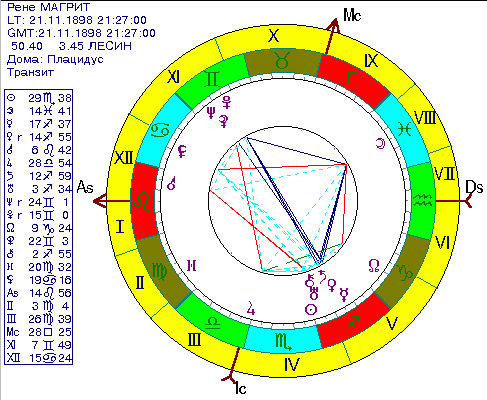 Рене МАГРИТ
LT: 21.11.1898 21:27:00
GMT:21.11.1898 21:27:00
50.40 3.45 ЛЕСИН
Дома: Плацидус
Транзит
☉ 29♏38
☽ 14♓41
☿ 17♐37
♀ r 14♐55
6♌42
♃ 28♎54
♄ 12♐59
♅ 3♐34
♆ r 24♊ 1
♇ r 15♊ 0
☊ 9♑24
22♊ 3
2♐55
20♍32
⚸ 19♋16
As 14♌56
II 3♍ 4
III 26♍39
Mc 28□25
XI 7♊49
XII 15♋24
Mc
X
IX
XI
VIII
XII
VII
As
Ds
I
VI
II
V
III
IV
Ic